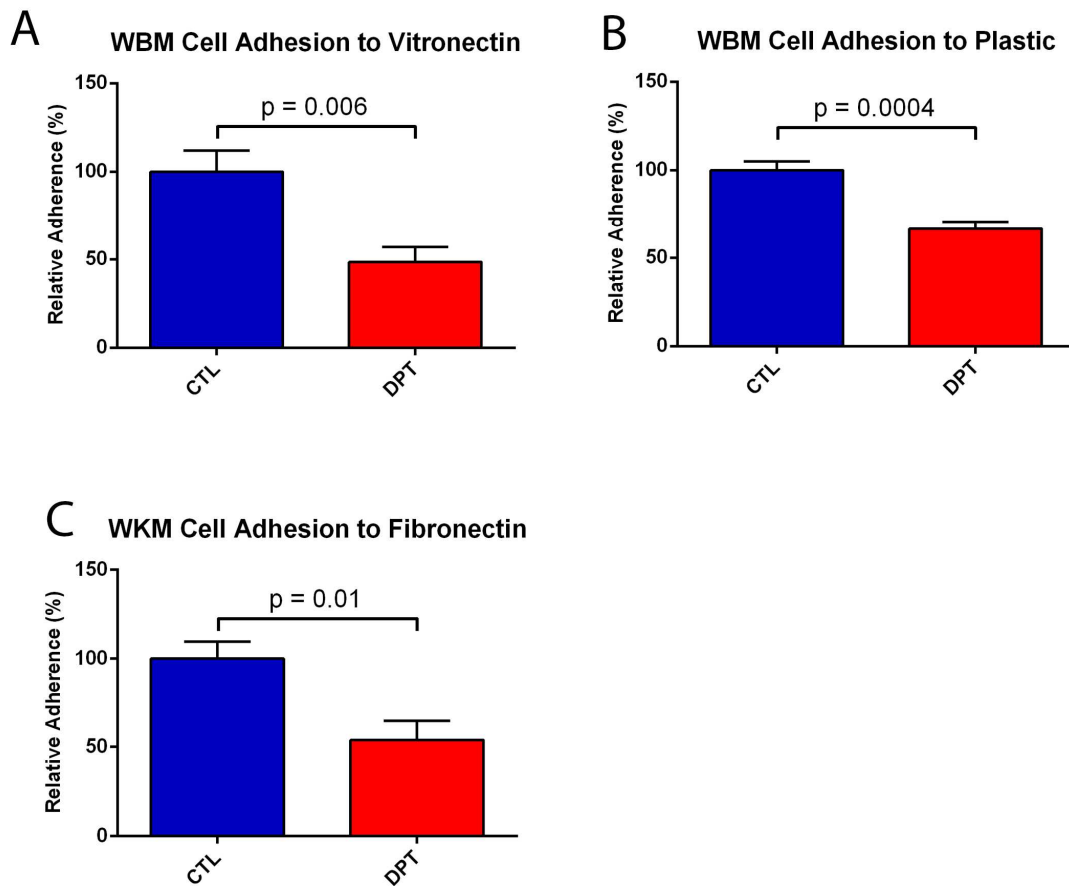 A
WBM Cell Adhesion to Vitronectin
Relative Adherence (%)
150
100
50
0
p = 0.006
CTL
DPT
B
WBM Cell Adhesion to Plastic
Relative Adherence (%)
150
100
50
0
p = 0.0004
CTL
DPT
C
WKM Cell Adhesion to Fibronectin
Relative Adherence (%)
150
100
50
0
p = 0.01
CTL
DPT